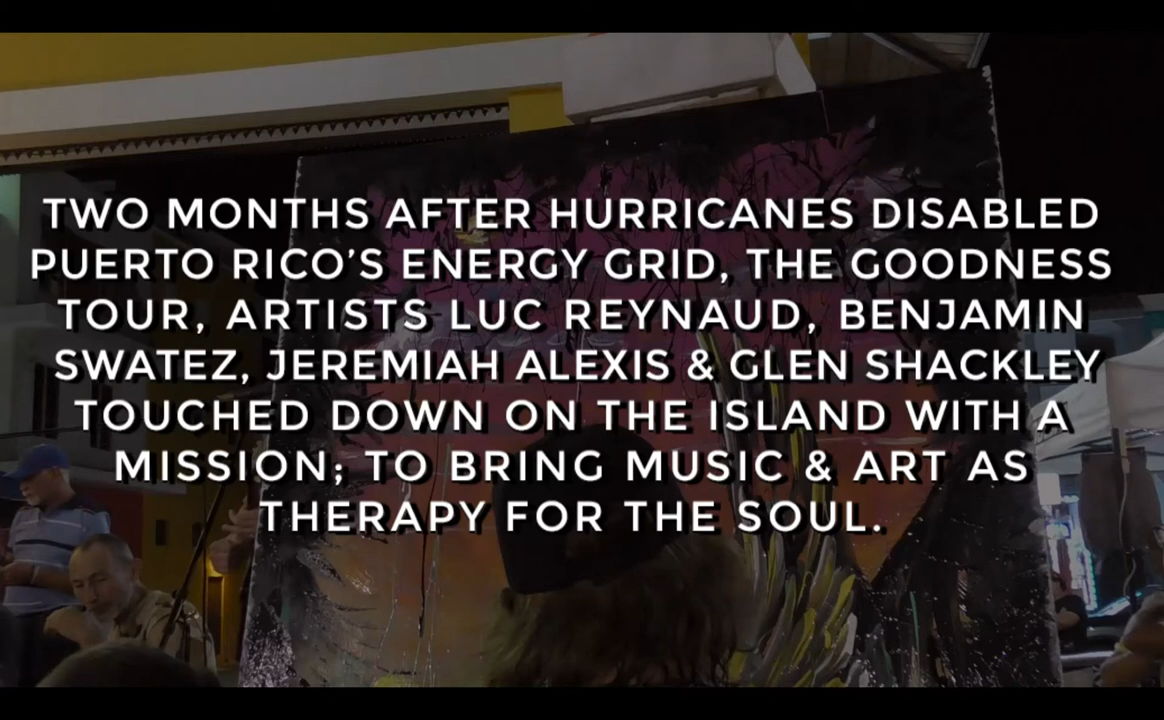 TWO MONTHS AFTER HURRICANES DISABLED
PUERTO RICO'S ENERGY GRID, THE GOODNESS
TOUR, ARTISTS LUC REYNAUD, BENJAMIN
SWATEZ, JEREMIAH ALEXIS & GLEN SHACKLEY
TOUCHED DOWN ON THE ISLAND WITH A
MISSION; TO BRING MUSIC & ART AS
THERAPY FOR THE SOUL.